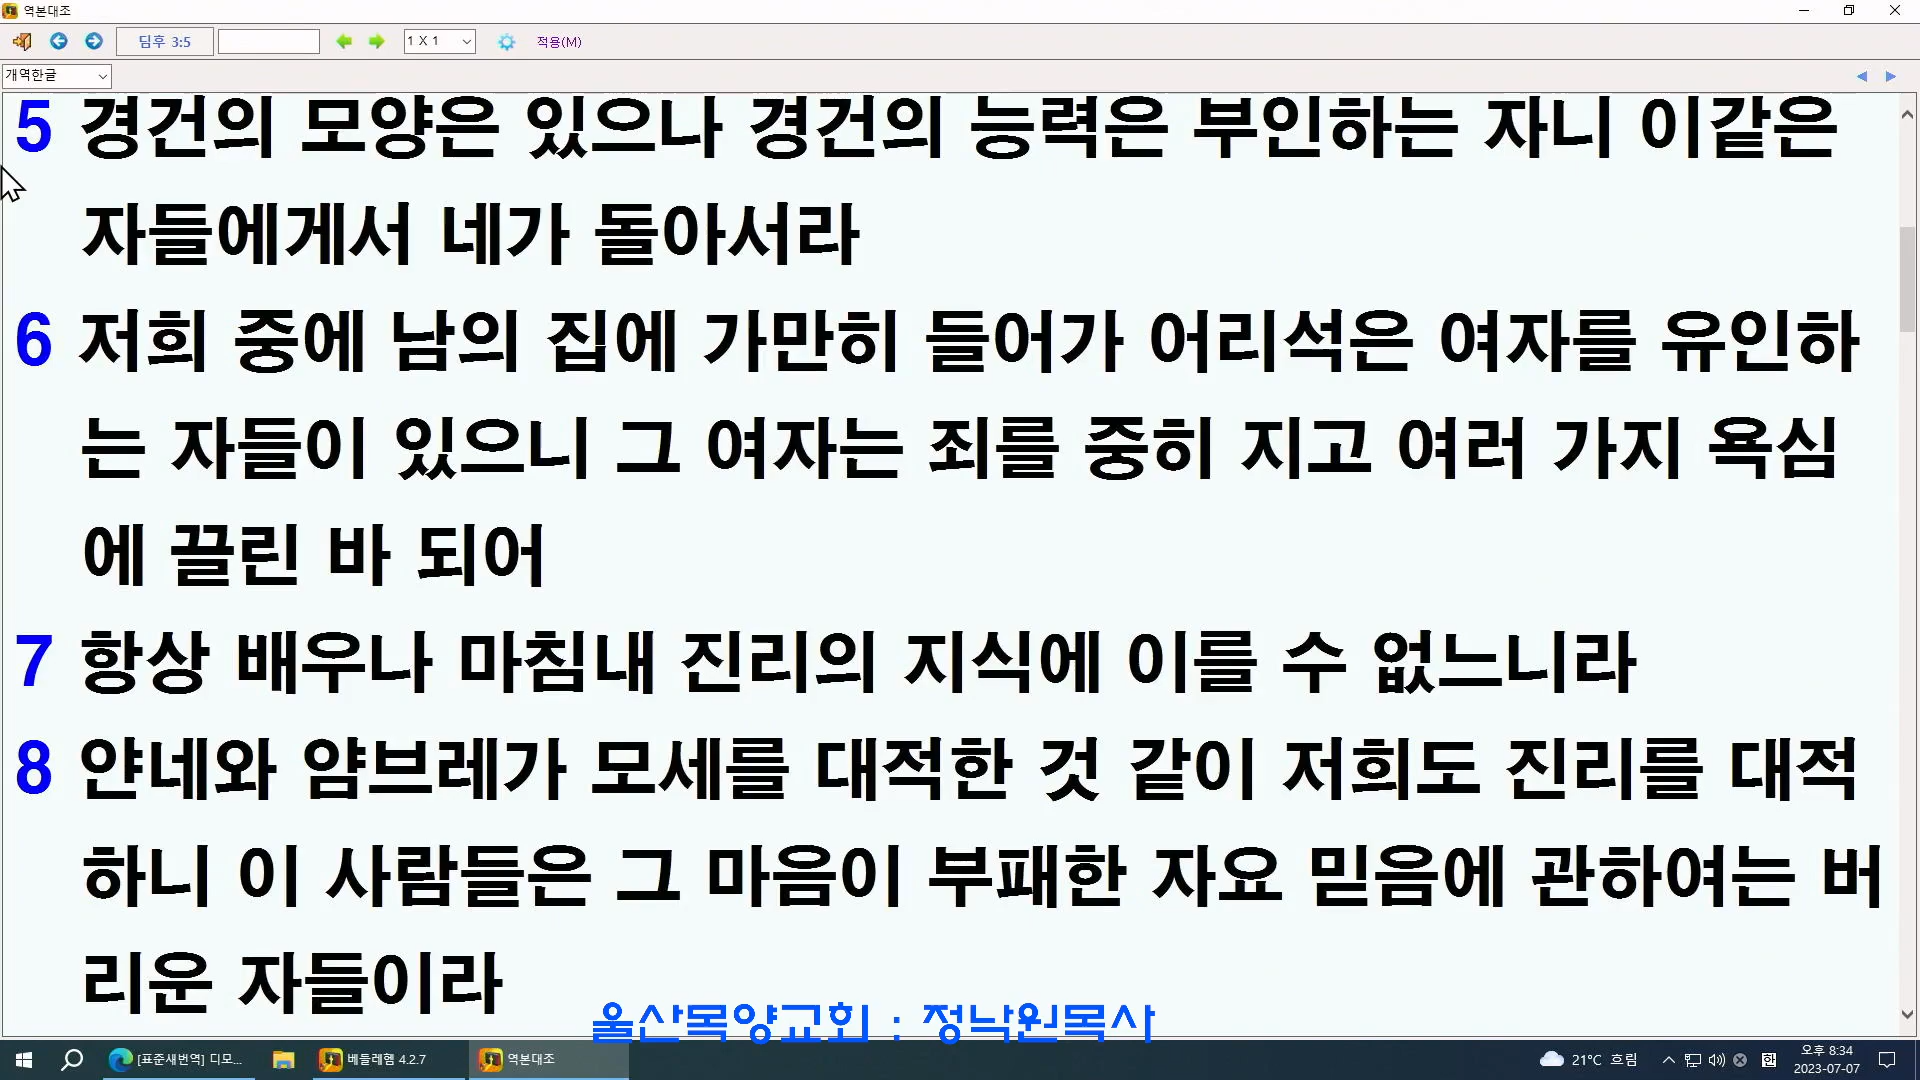 역본대조
딤후 3:5
1 X 1
적용(M)
개역한글
5 경건의 모양은 있으나 경건의 능력은 부인하는 자니 이같은
자들에게서 네가 돌아서라
6 저희 중에 남의 집에 가만히 들어가 어리석은 여자를 유인하
는 자들이 있으니 그 여자는 죄를 중히 지고 여러 가지 욕심
에 끌린 바 되어
7 항상 배우나 마침내 진리의 지식에 이를 수 없느니라
8 얀네와 얌브레가 모세를 대적한 것 같이 저희도 진리를 대적
하니 이 사람들은 그 마음이 부패한 자요 믿음에 관하여는 버
리운 자들이라
울산목양교회 : 정낙원목사
[표준새번역] 디모...
베들레헴 4.2.7
역본대조
21°C 흐림
한
오후 8:34
2023-07-07